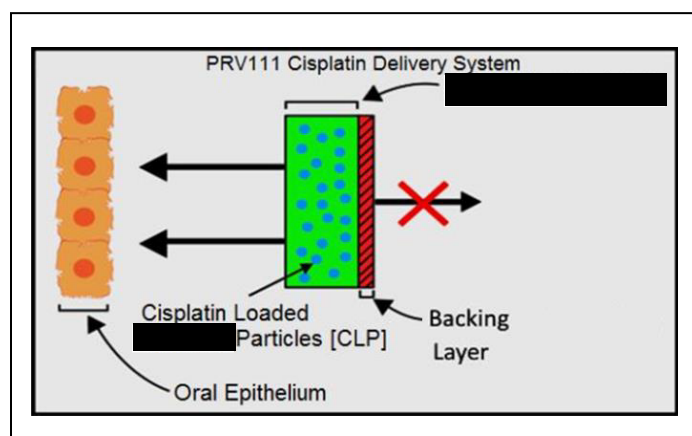 PRV111 Cisplatin Delivery System
Cisplatin Loaded
Particles [CLP]
Backing
Layer
Oral Epithelium